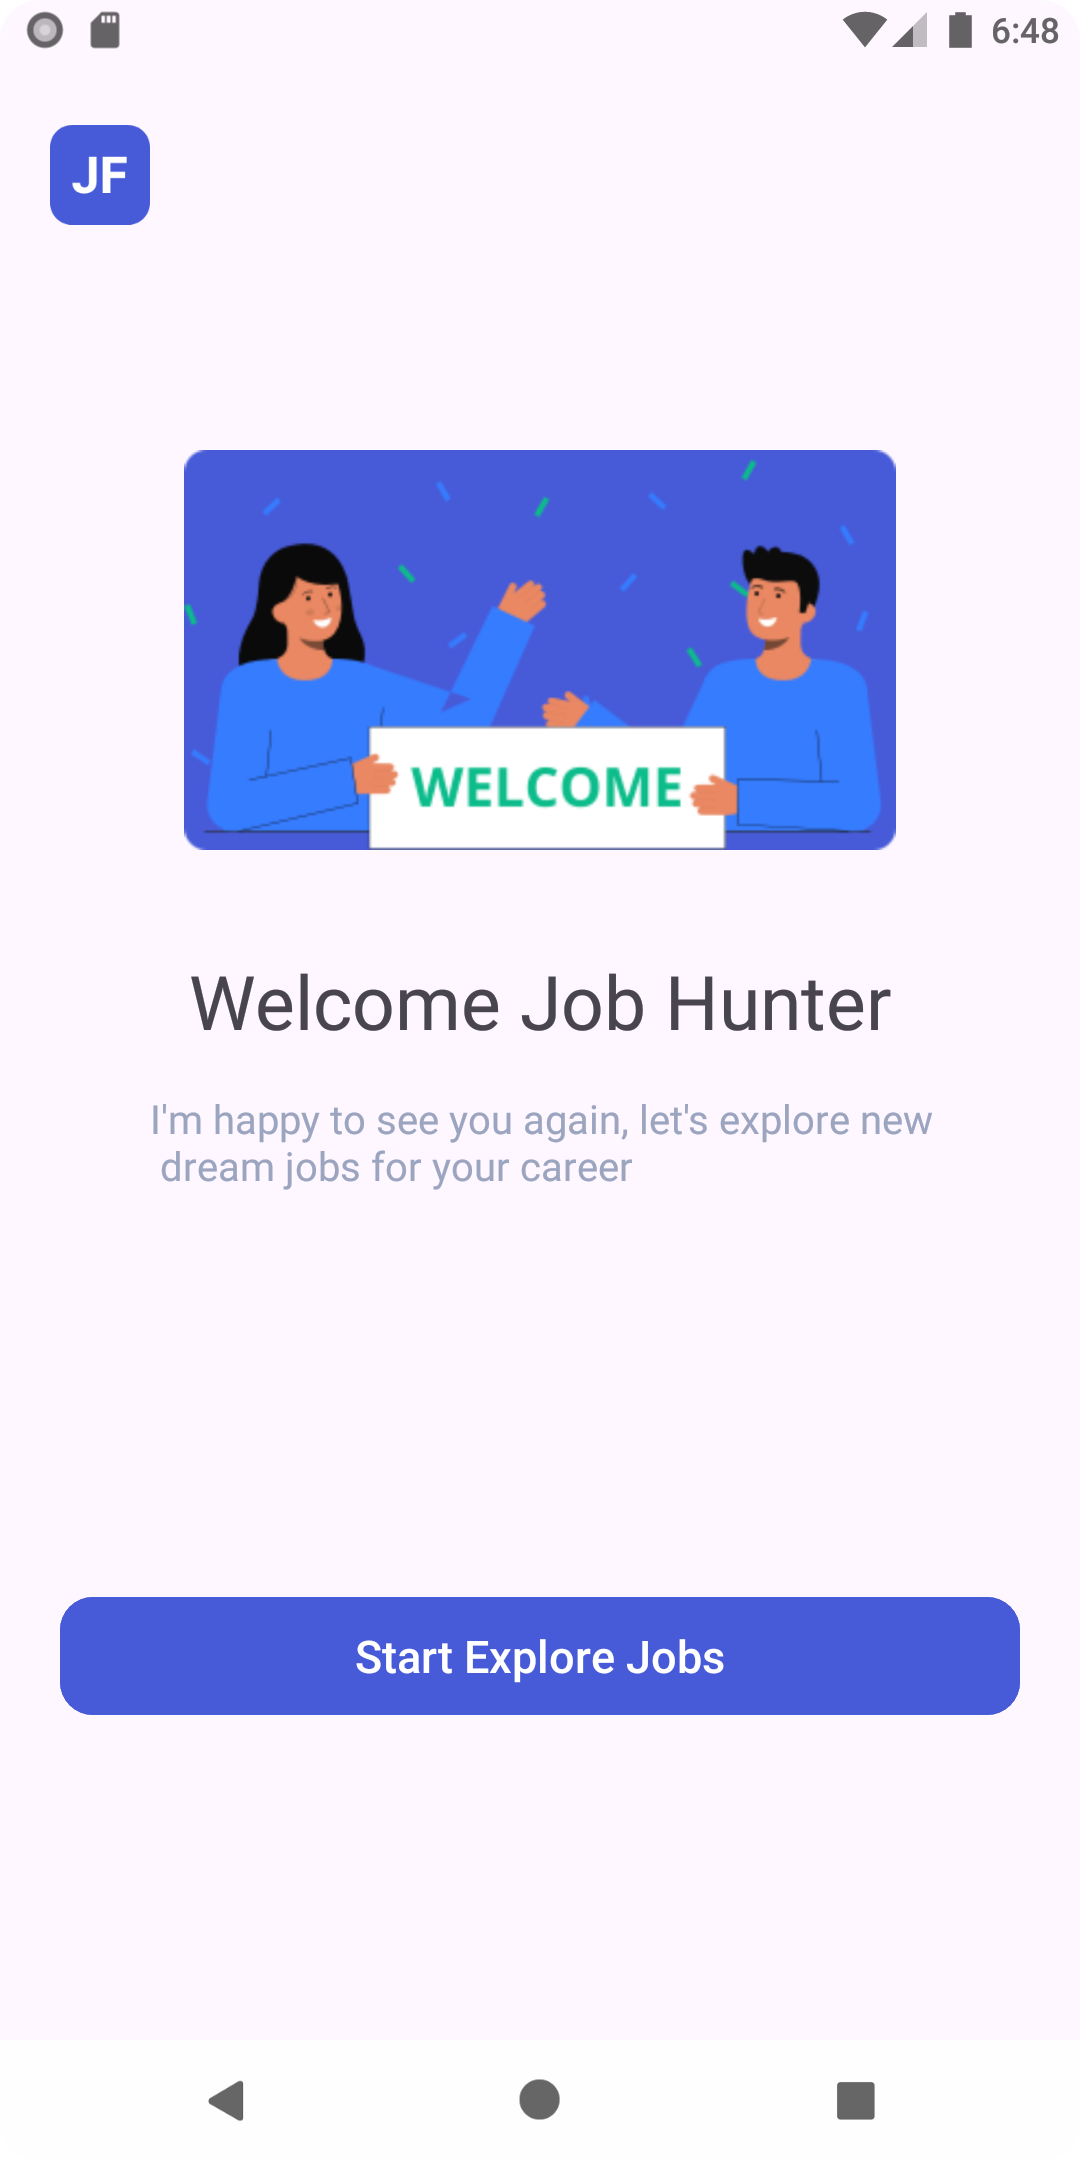 6:48
JF
WELCOME
Welcome Job Hunter
I'm happy to see you again, let's explore new
dream jobs for your career
Start Explore Jobs